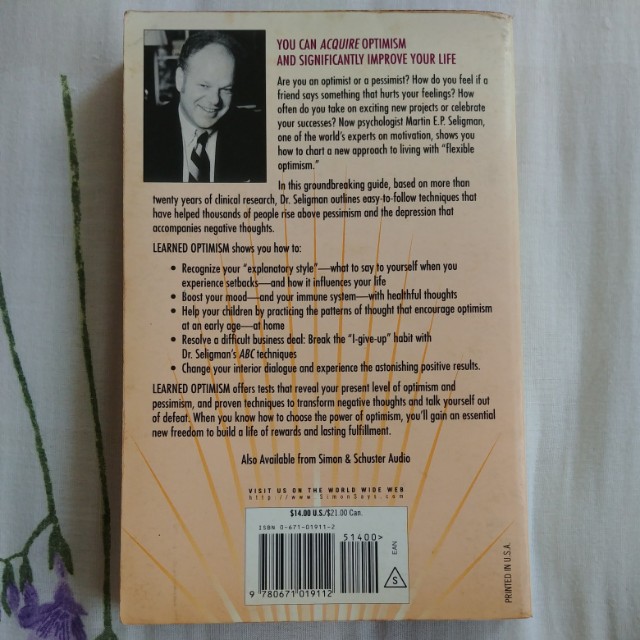 YOU CAN ACQUIRE OPTIMISM
AND SIGNIFICANTLY IMPROVE YOUR LIFE
Are you an optimist or a pessimist? How do you feel if a
friend says something that hurts your feelings? How
often do you take on exciting new projects or celebrate
your successes? Now psychologist Martin E.P. Seligman,
one of the world's experts on motivation, shows you
how to chart a new approach to living with "flexible
optimism."
In this groundbreaking guide, based on more than
twenty years of clinical research, Dr. Seligman outlines easy-to-follow techniques that
have helped thousands of people rise above pessimism and the depression that
accompanies negative thoughts.
LEARNED OPTIMISM shows you how to:
• Recognize your "explanatory style"—what to say to yourself when you
experience setbacks—and how it influences your life
• Boost your mood—and your immune system—with healthful thoughts
• Help your children by practicing the patterns of thought that encourage optimism
at an early age—at home
• Resolve a difficult business deal: Break the "I-give-up" habit with
Dr. Seligman's ABC techniques
• Change your interior dialogue and experience the astonishing positive results.
LEARNED OPTIMISM offers tests that reveal your present level of optimism and
pessimism, and proven techniques to transform negative thoughts and talk yourself out
of defeat. When you know how to choose the power of optimism, you'll gain an essential
new freedom to build a life of rewards and lasting fulfillment.
Also Available from Simon & Schuster Audio
VISIT US ON THE WORLD WIDE WEB
http://www.SimonSays.com
$14.00 U.S./$21.00 Can.
ISBN 0-671-01911-2
51400>
EAN
S
9 780671 019112
PRINTED IN U.S.A.